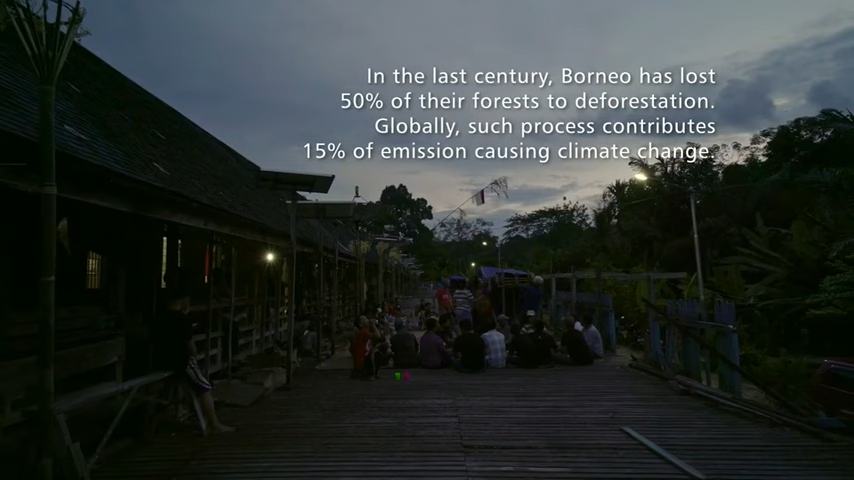 In the last century, Borneo has lost
50% of their forests to deforestation.
Globally, such process contributes
15% of emission causing climate change.